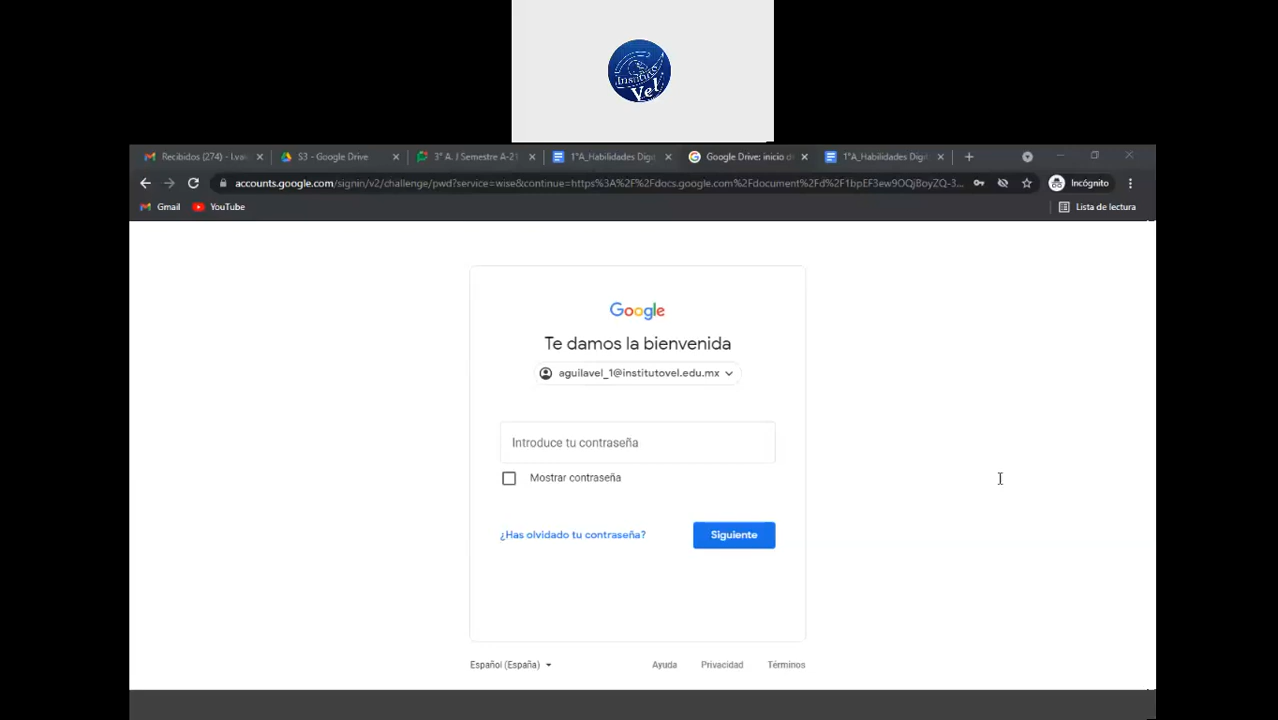 Instituto
Vel
Recibidos (274) - Lva
S3 - Google Drive
3° A. / Semestre A-21
1°A_Habilidades Digi
Google Drive: inicio de
1°A_Habilidades Digi
accounts.google.com/signin/v2/challenge/pwd?service=wise&continue=https%3A%2F%2Fdocs.google.com%2Fdocument%2Fd%2F1bpEF3ew9OQjBoyZQ-3...
Incógnito
Gmail
YouTube
Lista de lectura
Google
Te damos la bienvenida
aguilavel_1@institutovel.edu.mx
Introduce tu contraseña
Mostrar contraseña
¿Has olvidado tu contraseña?
Siguiente
Español (España)
Ayuda
Privacidad
Términos